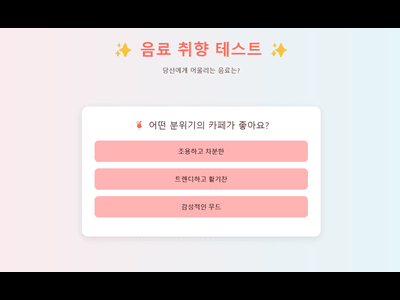 ✨ 음료 취향 테스트 ✨
당신에게 어울리는 음료는?
어떤 분위기의 카페가 좋아요?
조용하고 차분한
트렌디하고 활기찬
감성적인 무드